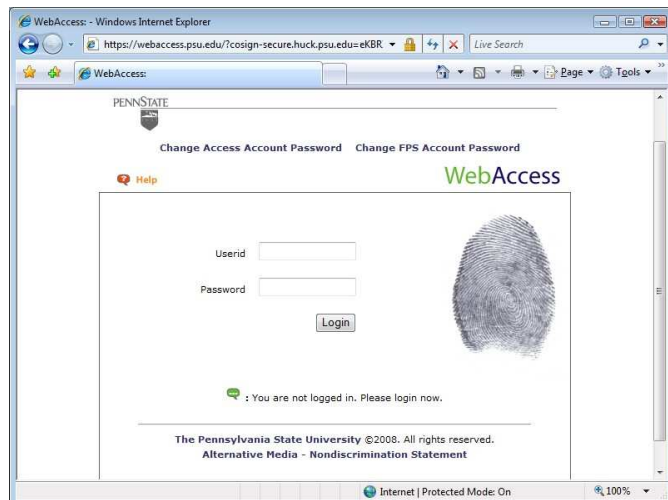 WebAccess: - Windows Internet Explorer
https://webaccess.psu.edu/?cosign-secure.huck.psu.edu=eKBR
Live Search
WebAccess:
Page
Tools
PENNSTATE
Change Access Account Password Change FPS Account Password
Help
WebAccess
Userid
Password
Login
: You are not logged in. Please login now.
The Pennsylvania State University ©2008. All rights reserved.
Alternative Media - Nondiscrimination Statement
Internet | Protected Mode: On
100%